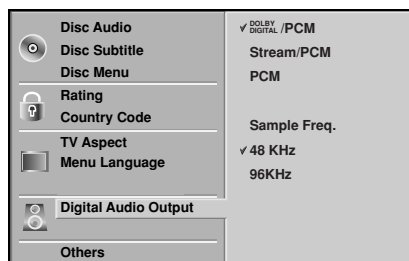 Disc Audio
Disc Subtitle
Disc Menu
Rating
Country Code
TV Aspect
Menu Language
Digital Audio Output
Others
DOLBY DIGITAL /PCM
Stream/PCM
PCM
Sample Freq.
48 KHz
96KHz